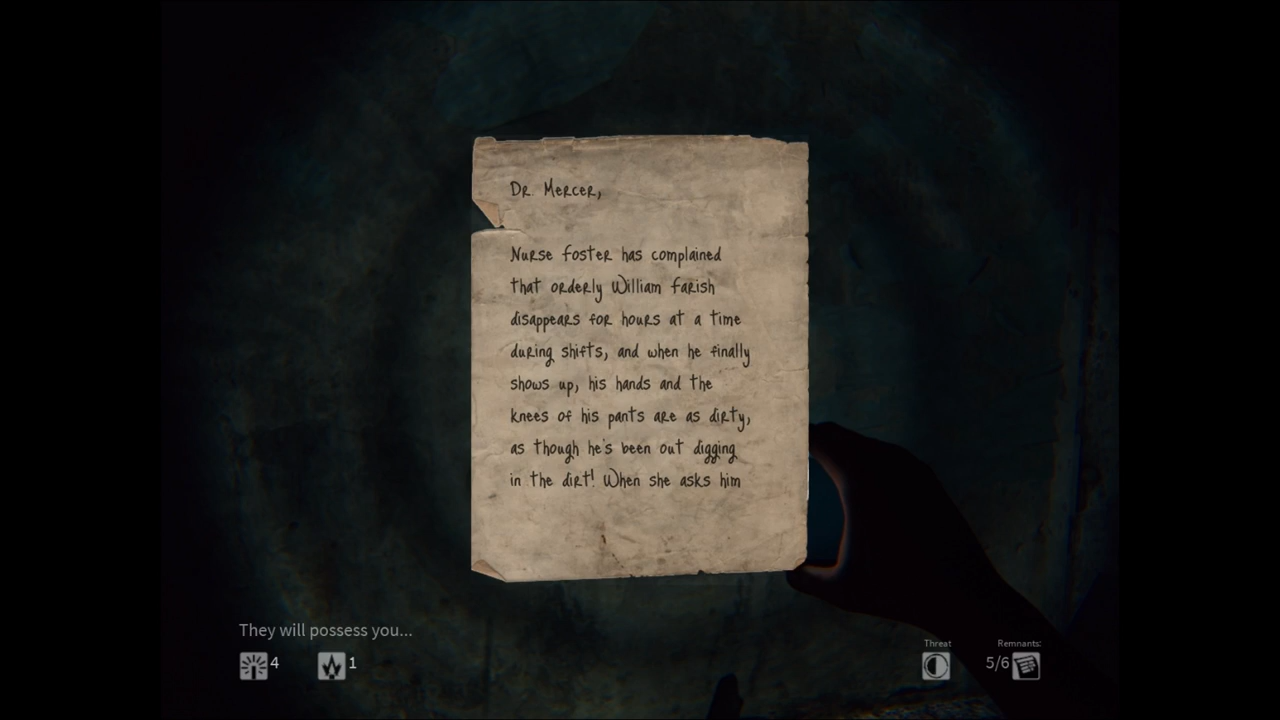 Dr. Mercer,
Nurse Foster has complained
that orderly William Farish
disappears for hours at a time
during shifts, and when he finally
shows up, his hands and the
knees of his pants are as dirty,
as though he's been out digging
in the dirt! When she asks him
They will possess you...
4
1
Threat
Remnants:
5/6